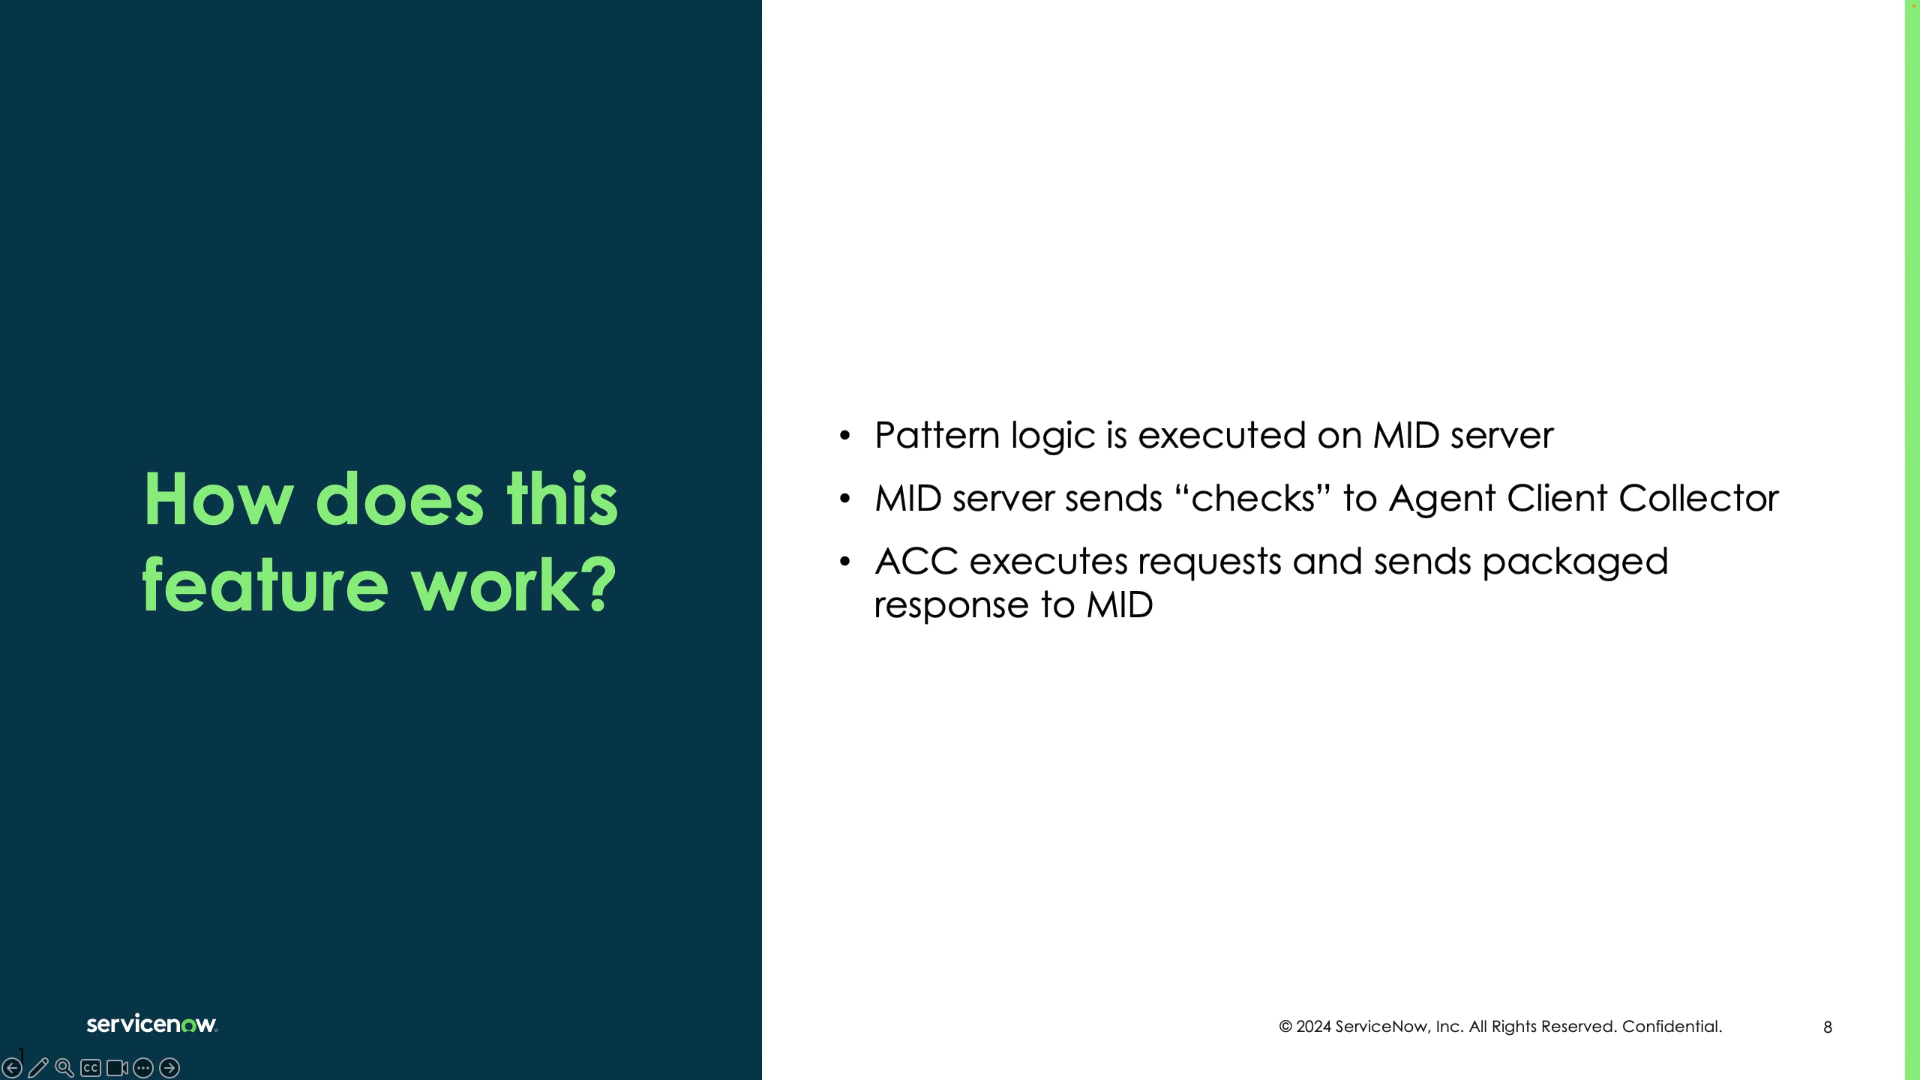 How does this
feature work?
• Pattern logic is executed on MID server
• MID server sends “checks” to Agent Client Collector
• ACC executes requests and sends packaged
response to MID
servicenow
© 2024 ServiceNow, Inc. All Rights Reserved. Confidential.
8
1
CC